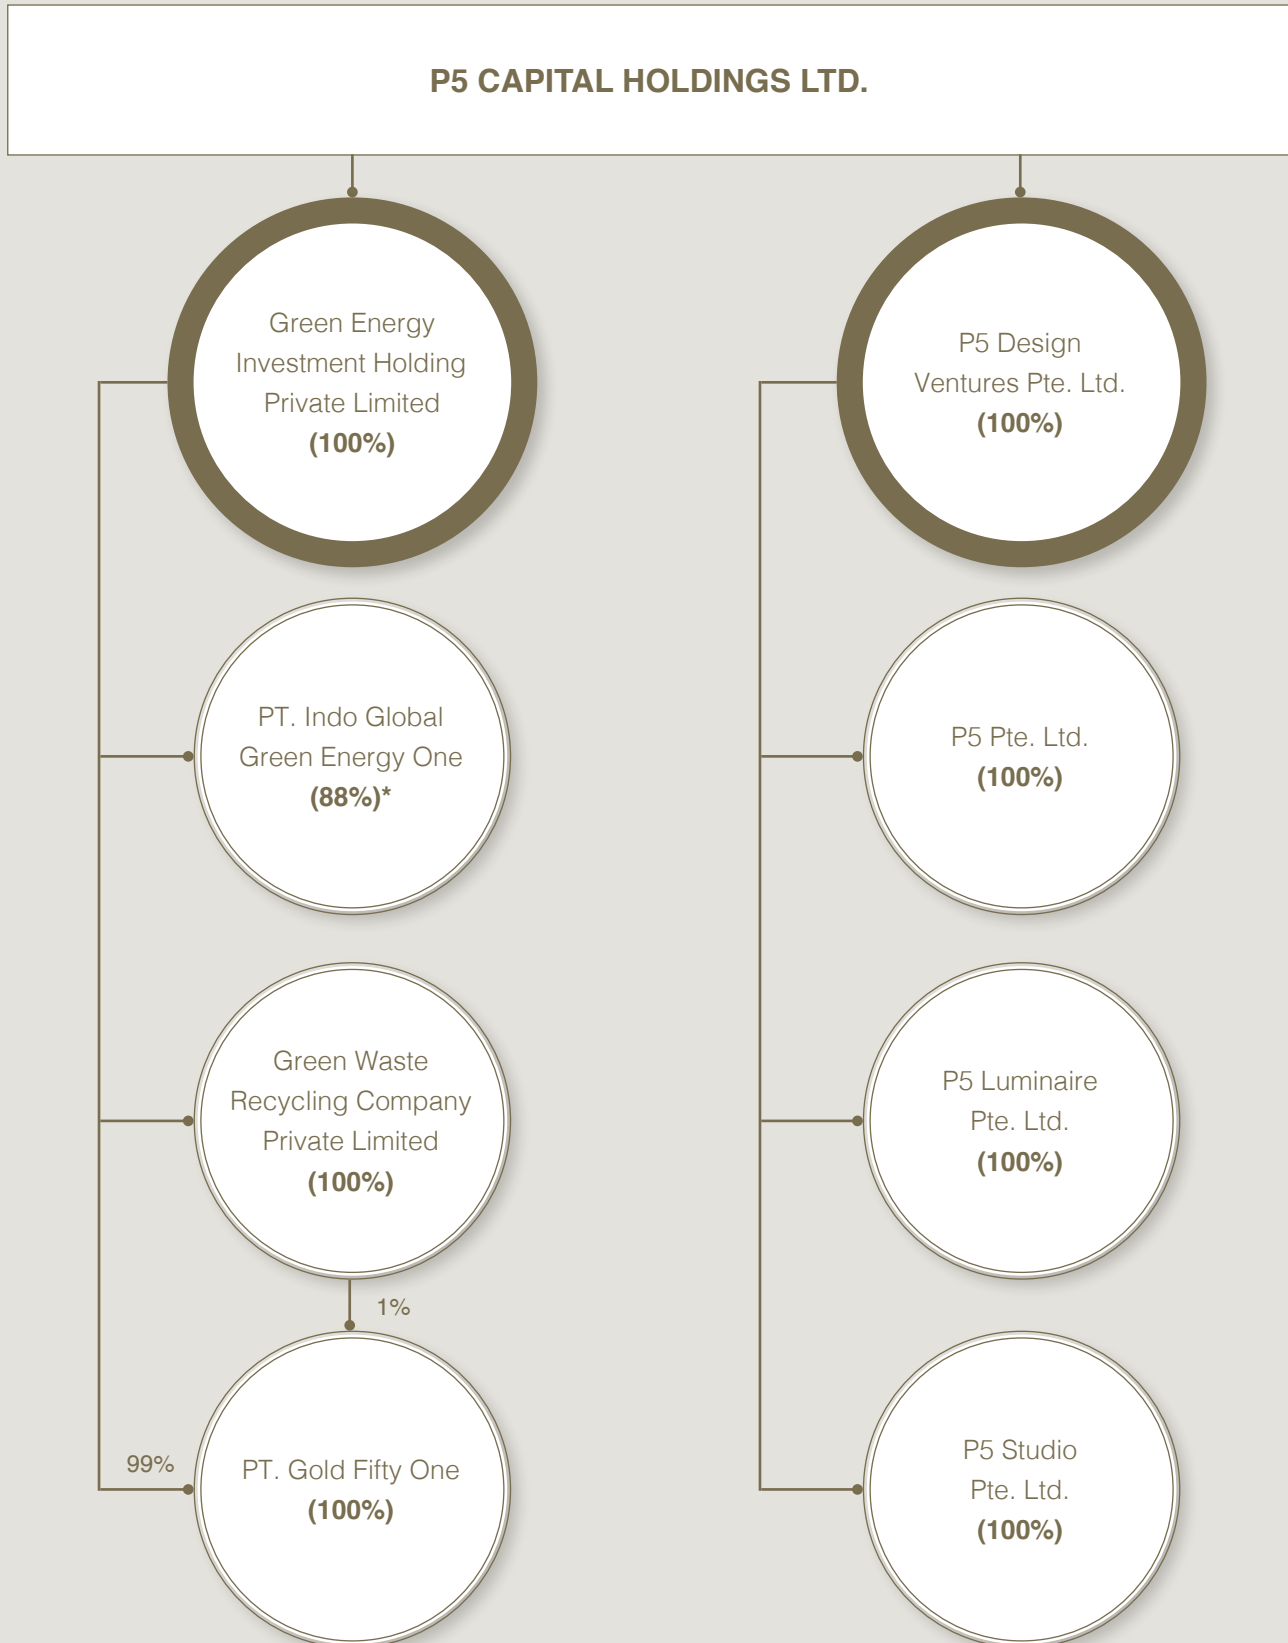 P5 CAPITAL HOLDINGS LTD.
Green Energy
Investment Holding
Private Limited
(100%)
PT. Indo Global
Green Energy One
(88%)*
Green Waste
Recycling Company
Private Limited
(100%)
1%
99%
PT. Gold Fifty One
(100%)
P5 Design
Ventures Pte. Ltd.
(100%)
P5 Pte. Ltd.
(100%)
P5 Luminaire
Pte. Ltd.
(100%)
P5 Studio
Pte. Ltd.
(100%)